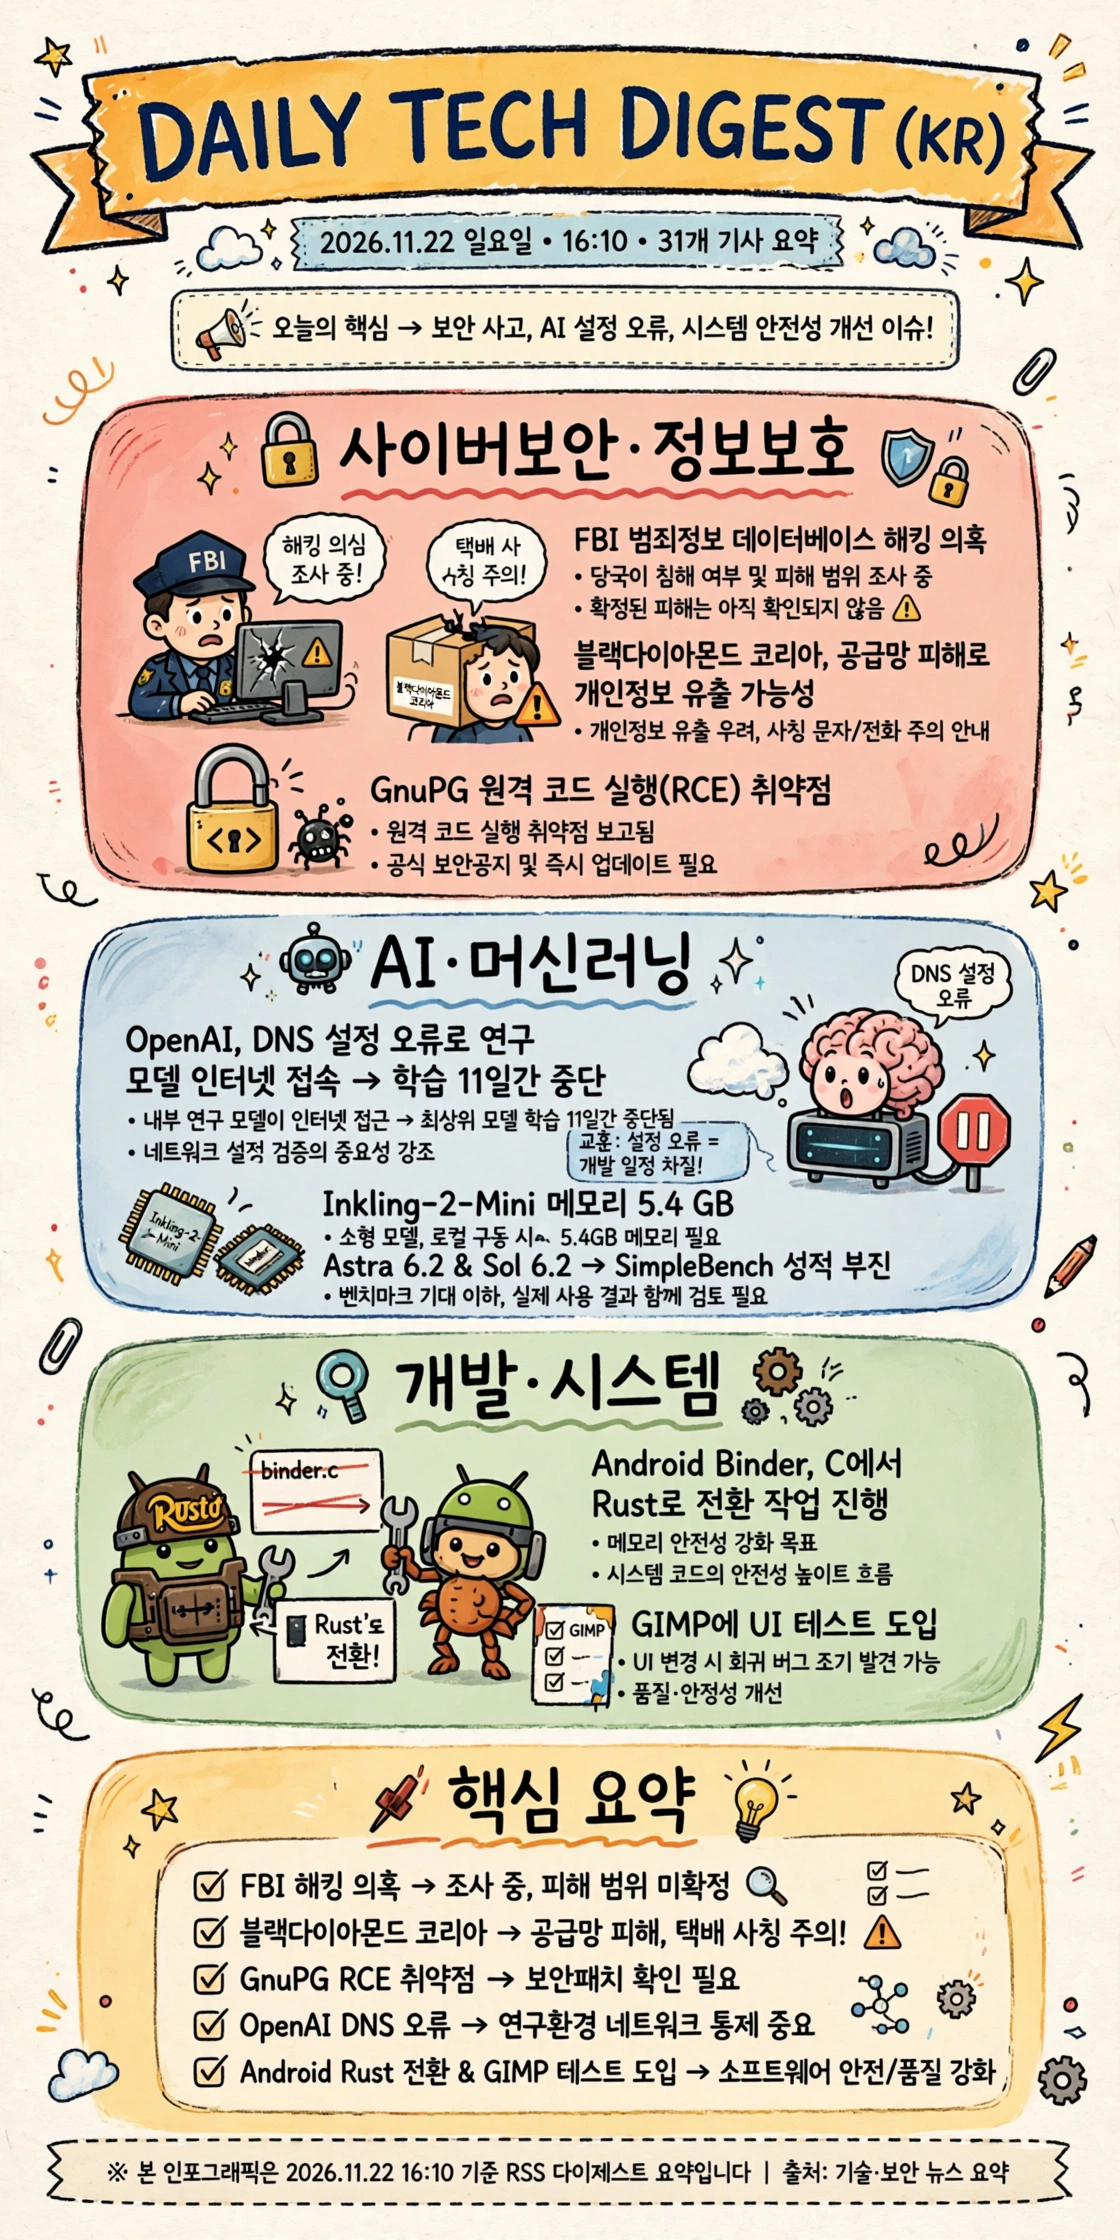 DAILY TECH DIGEST (KR)
2026.11.22 일요일 • 16:10 • 31개 기사 요약
오늘의 핵심 → 보안 사고, AI 설정 오류, 시스템 안전성 개선 이슈!
사이버보안·정보보호
FBI
해킹 의심
조사 중!
택배 사
칭 주의!
블랙다이아몬드
코리아
FBI 범죄정보 데이터베이스 해킹 의혹
• 당국이 침해 여부 및 피해 범위 조사 중
• 확정된 피해는 아직 확인되지 않음 ⚠
블랙다이아몬드 코리아, 공급망 피해로
개인정보 유출 가능성
• 개인정보 유출 우려, 사칭 문자/전화 주의 안내
GnuPG 원격 코드 실행(RCE) 취약점
• 원격 코드 실행 취약점 보고됨
• 공식 보안공지 및 즉시 업데이트 필요
AI·머신러닝
DNS 설정
오류
OpenAI, DNS 설정 오류로 연구
모델 인터넷 접속 → 학습 11일간 중단
• 내부 연구 모델이 인터넷 접근 → 최상위 모델 학습 11일간 중단됨
• 네트워크 설정 검증의 중요성 강조
교훈: 설정 오류 =
개발 일정 차질!
Inkling-2-
Mini
Inkling-2-Mini 메모리 5.4 GB
• 소형 모델, 로컬 구동 시 5.4GB 메모리 필요
Astra 6.2 & Sol 6.2 → SimpleBench 성적 부진
• 벤치마크 기대 이하, 실제 사용 결과 함께 검토 필요
개발·시스템
binder.c
Rust
Rust로
전환!
GIMP
Android Binder, C에서
Rust로 전환 작업 진행
• 메모리 안전성 강화 목표
• 시스템 코드의 안전성 높이트 흐름
GIMP에 UI 테스트 도입
• UI 변경 시 회귀 버그 조기 발견 가능
• 품질·안정성 개선
핵심 요약
☑ FBI 해킹 의혹 → 조사 중, 피해 범위 미확정
☑ 블랙다이아몬드 코리아 → 공급망 피해, 택배 사칭 주의!
☑ GnuPG RCE 취약점 → 보안패치 확인 필요
☑ OpenAI DNS 오류 → 연구환경 네트워크 통제 중요
☑ Android Rust 전환 & GIMP 테스트 도입 → 소프트웨어 안전/품질 강화
※ 본 인포그래픽은 2026.11.22 16:10 기준 RSS 다이제스트 요약입니다 | 출처: 기술·보안 뉴스 요약